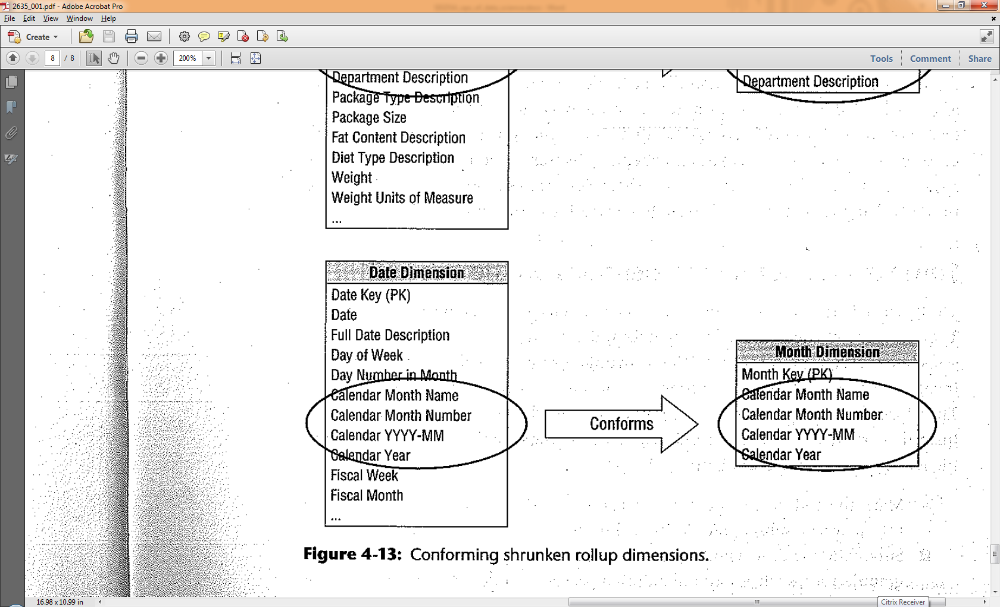 2635_001.pdf - Adobe Acrobat Pro
File Edit View Window Help
Create
8 / 8 200% Tools Comment Share
Department Description
Package Type Description
Package Size
Fat Content Description
Diet Type Description
Weight
Weight Units of Measure
...
Department Description
Date Dimension
Date Key (PK)
Date
Full Date Description
Day of Week
Day Number in Month
Calendar Month Name
Calendar Month Number
Calendar YYYY-MM
Calendar Year
Fiscal Week
Fiscal Month
...
Conforms
Month Dimension
Month Key (PK)
Calendar Month Name
Calendar Month Number
Calendar YYYY-MM
Calendar Year
Figure 4-13: Conforming shrunken rollup dimensions.
16.98 x 10.99 in
Citrix Receiver